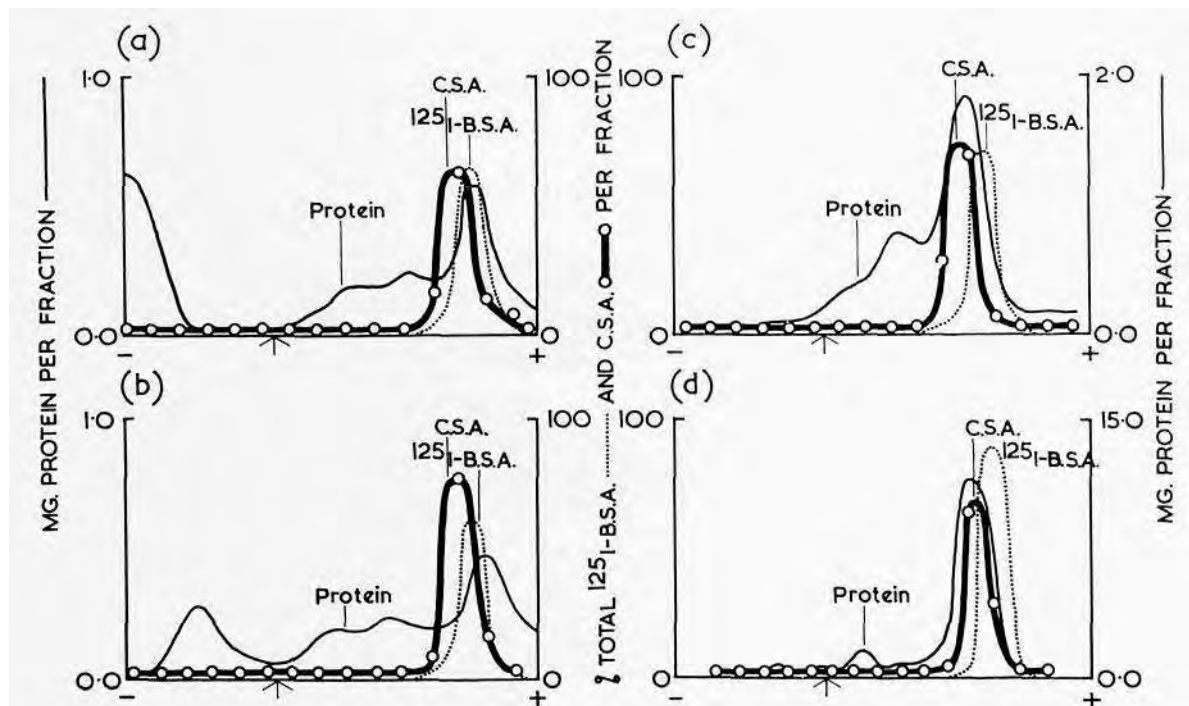 (a)
1·0
100
C.S.A.
125I-B.S.A.
Protein
0·0
0
-
+
(b)
1·0
100
C.S.A.
125I-B.S.A.
Protein
0·0
0
-
+
MG. PROTEIN PER FRACTION
% TOTAL 125I-B.S.A. AND C.S.A. PER FRACTION
(c)
100
2·0
C.S.A.
125I-B.S.A.
Protein
0
0·0
-
+
(d)
100
15·0
C.S.A.
125I-B.S.A.
Protein
0
0·0
-
+
MG. PROTEIN PER FRACTION